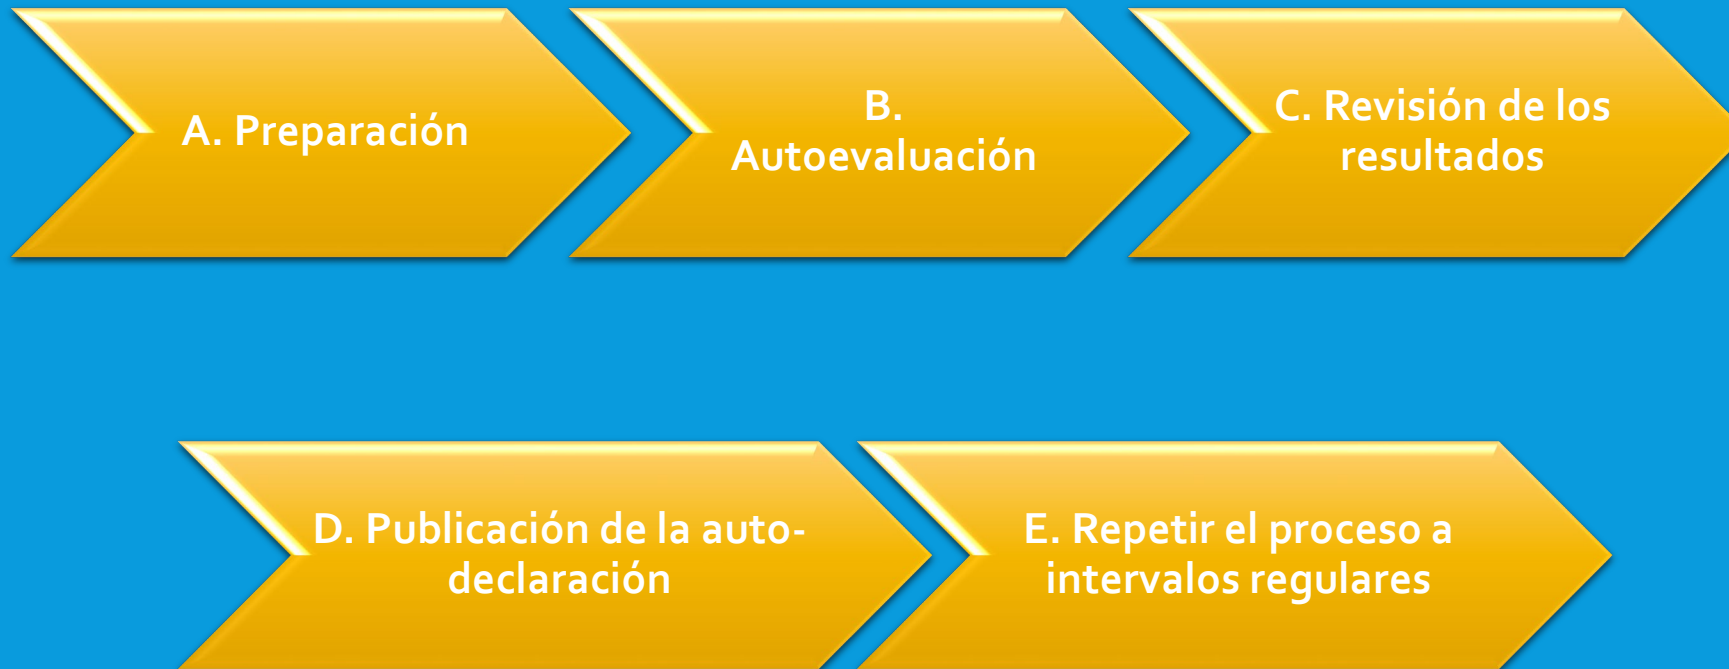 A. Preparación
B.
Autoevaluación
C. Revisión de los
resultados
D. Publicación de la auto-
declaración
E. Repetir el proceso a
intervalos regulares